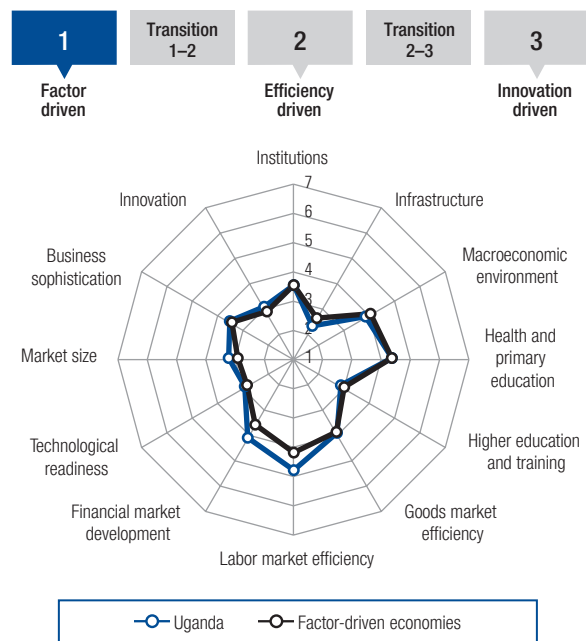 1
Transition
1–2
2
Transition
2–3
3
Factor
driven
Efficiency
driven
Innovation
driven
Institutions
7
6
5
4
3
2
1
Innovation
Infrastructure
Business
sophistication
Macroeconomic
environment
Market size
Health and
primary
education
Technological
readiness
Higher education
and training
Financial market
development
Goods market
efficiency
Labor market efficiency
Uganda
Factor-driven economies